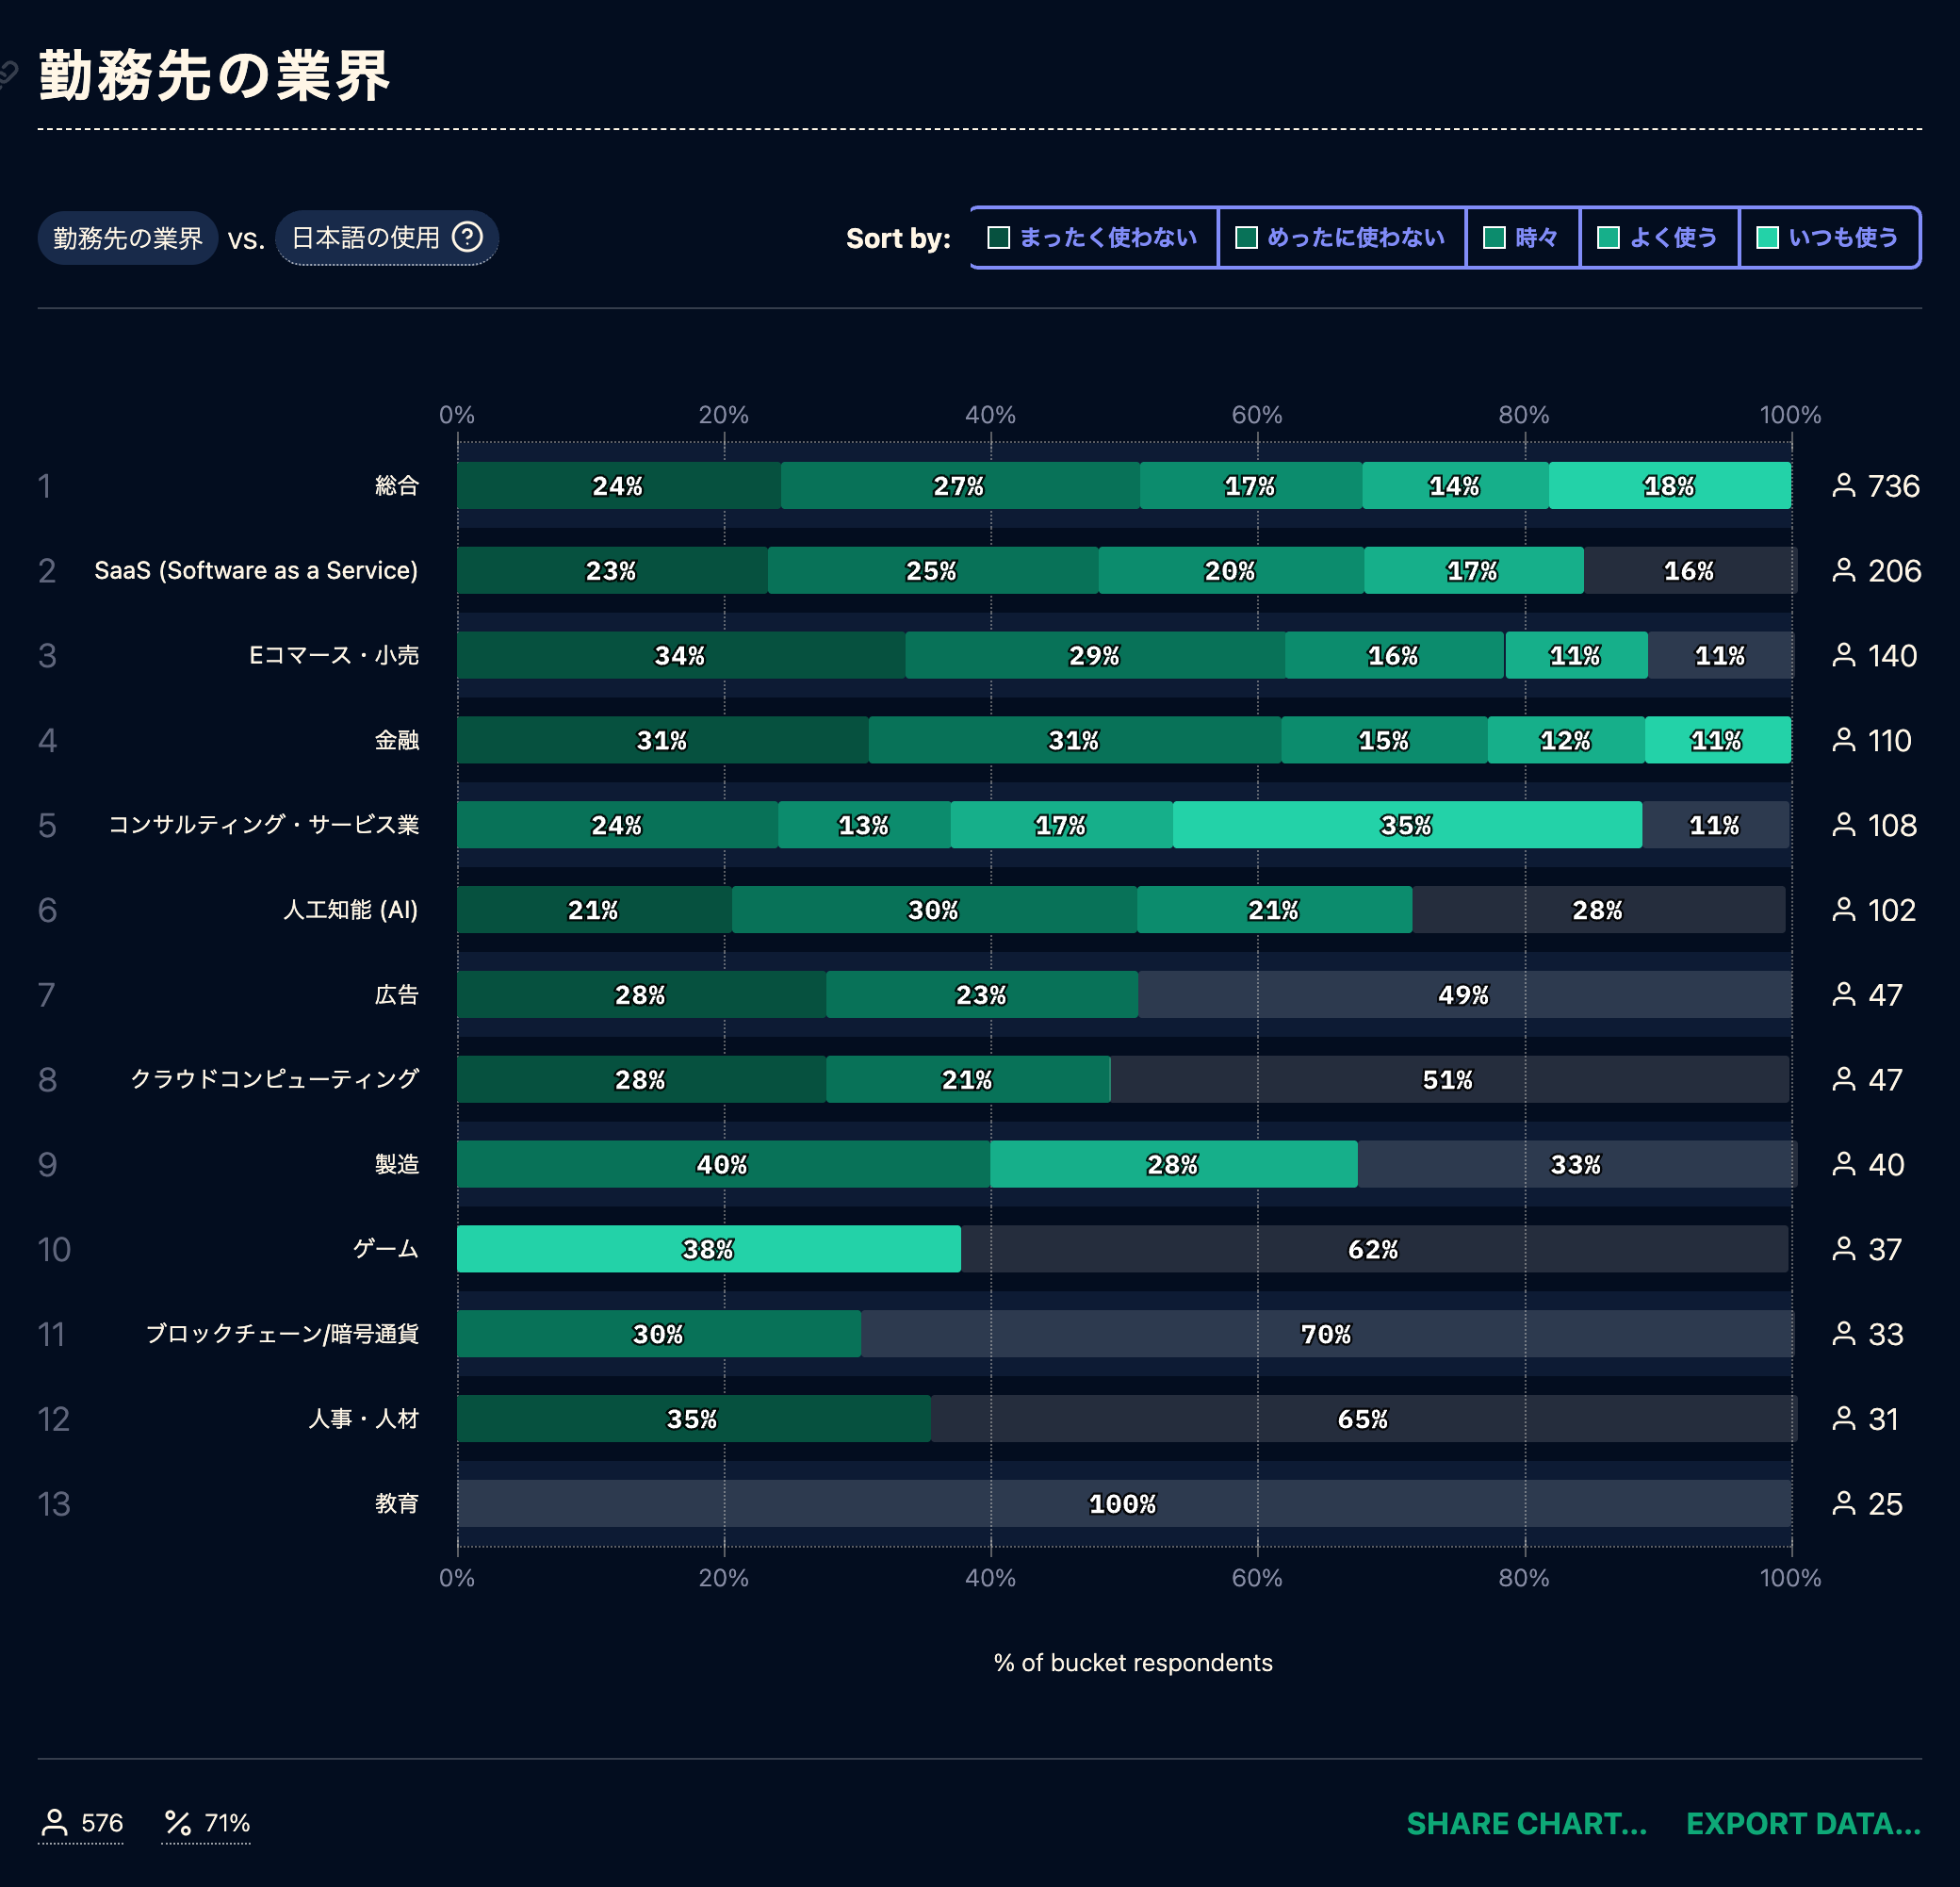 勤務先の業界
勤務先の業界 vs. 日本語の使用 ?
Sort by: まったく使わない めったに使わない 時々 よく使う いつも使う
0% 20% 40% 60% 80% 100%
1 総合 24% 27% 17% 14% 18% 736
2 SaaS (Software as a Service) 23% 25% 20% 17% 16% 206
3 Eコマース・小売 34% 29% 16% 11% 11% 140
4 金融 31% 31% 15% 12% 11% 110
5 コンサルティング・サービス業 24% 13% 17% 35% 11% 108
6 人工知能 (AI) 21% 30% 21% 28% 102
7 広告 28% 23% 49% 47
8 クラウドコンピューティング 28% 21% 51% 47
9 製造 40% 28% 33% 40
10 ゲーム 38% 62% 37
11 ブロックチェーン/暗号通貨 30% 70% 33
12 人事・人材 35% 65% 31
13 教育 100% 25
0% 20% 40% 60% 80% 100%
% of bucket respondents
576 % 71% SHARE CHART... EXPORT DATA...